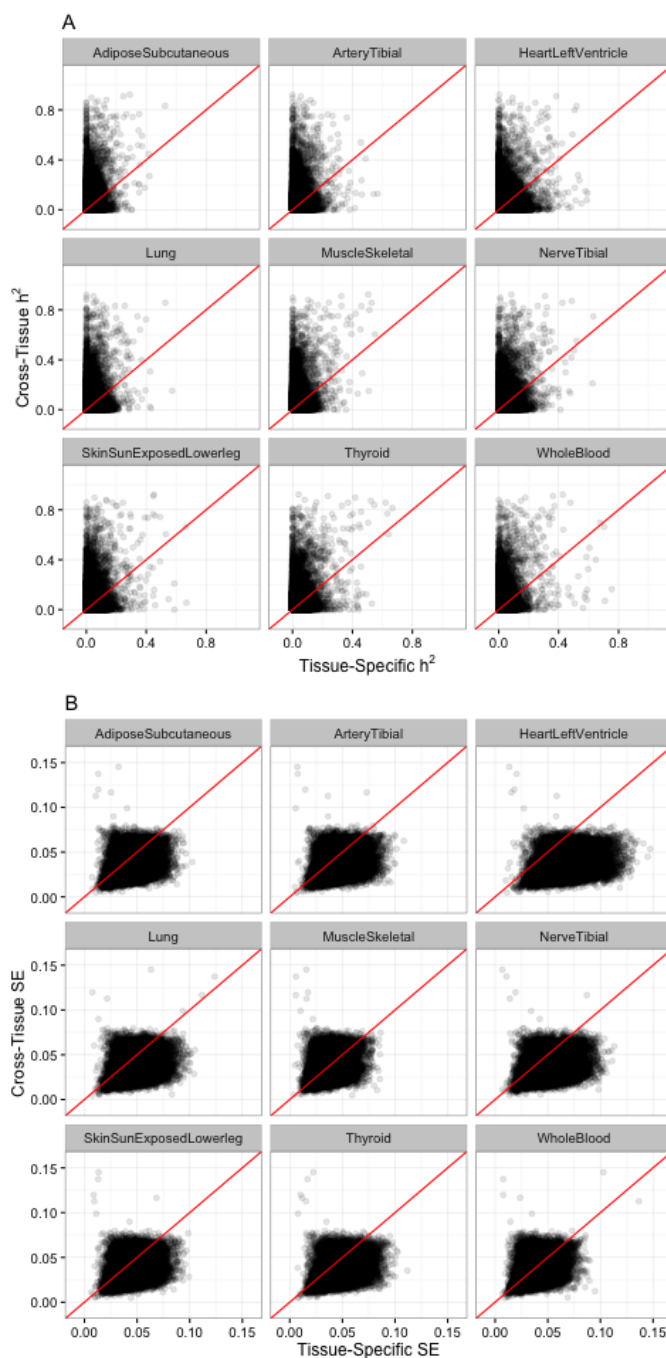 A
AdiposeSubcutaneous ArteryTibial HeartLeftVentricle
0.8
0.4
0.0
Lung MuscleSkeletal NerveTibial
Cross-Tissue h²
0.8
0.4
0.0
SkinSunExposedLowerleg Thyroid WholeBlood
0.8
0.4
0.0
0.0 0.4 0.8 0.0 0.4 0.8 0.0 0.4 0.8
Tissue-Specific h²
B
AdiposeSubcutaneous ArteryTibial HeartLeftVentricle
0.15
0.10
0.05
0.00
Lung MuscleSkeletal NerveTibial
Cross-Tissue SE
0.15
0.10
0.05
0.00
SkinSunExposedLowerleg Thyroid WholeBlood
0.15
0.10
0.05
0.00
0.00 0.05 0.10 0.15 0.00 0.05 0.10 0.15 0.00 0.05 0.10 0.15
Tissue-Specific SE